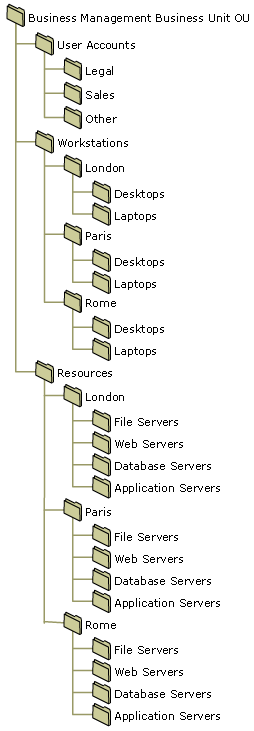 Business Management Business Unit OU
User Accounts
Legal
Sales
Other
Workstations
London
Desktops
Laptops
Paris
Desktops
Laptops
Rome
Desktops
Laptops
Resources
London
File Servers
Web Servers
Database Servers
Application Servers
Paris
File Servers
Web Servers
Database Servers
Application Servers
Rome
File Servers
Web Servers
Database Servers
Application Servers